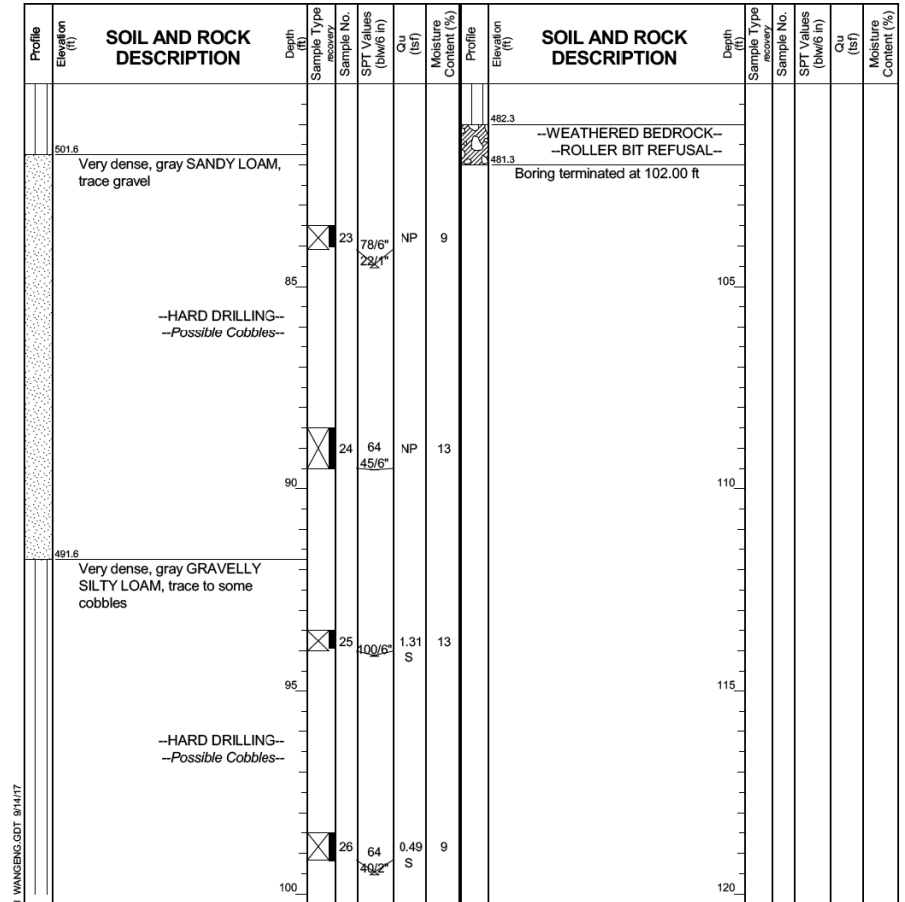 Profile
Elevation
(ft)
SOIL AND ROCK
DESCRIPTION
Depth
(ft)
Sample Type
recovery
Sample No.
SPT Values
(blw/6 in)
Qu
(tsf)
Moisture
Content (%)
501.6
Very dense, gray SANDY LOAM,
trace gravel
23
78/6"
22/1"
NP
9
85
--HARD DRILLING--
--Possible Cobbles--
24
64
45/6"
NP
13
90
491.6
Very dense, gray GRAVELLY
SILTY LOAM, trace to some
cobbles
25
100/6"
1.31
S
13
95
--HARD DRILLING--
--Possible Cobbles--
26
64
40/2"
0.49
S
9
100
WANGENG.GDT 9/14/17
Profile
Elevation
(ft)
SOIL AND ROCK
DESCRIPTION
Depth
(ft)
Sample Type
recovery
Sample No.
SPT Values
(blw/6 in)
Qu
(tsf)
Moisture
Content (%)
482.3
--WEATHERED BEDROCK--
--ROLLER BIT REFUSAL--
481.3
Boring terminated at 102.00 ft
105
110
115
120